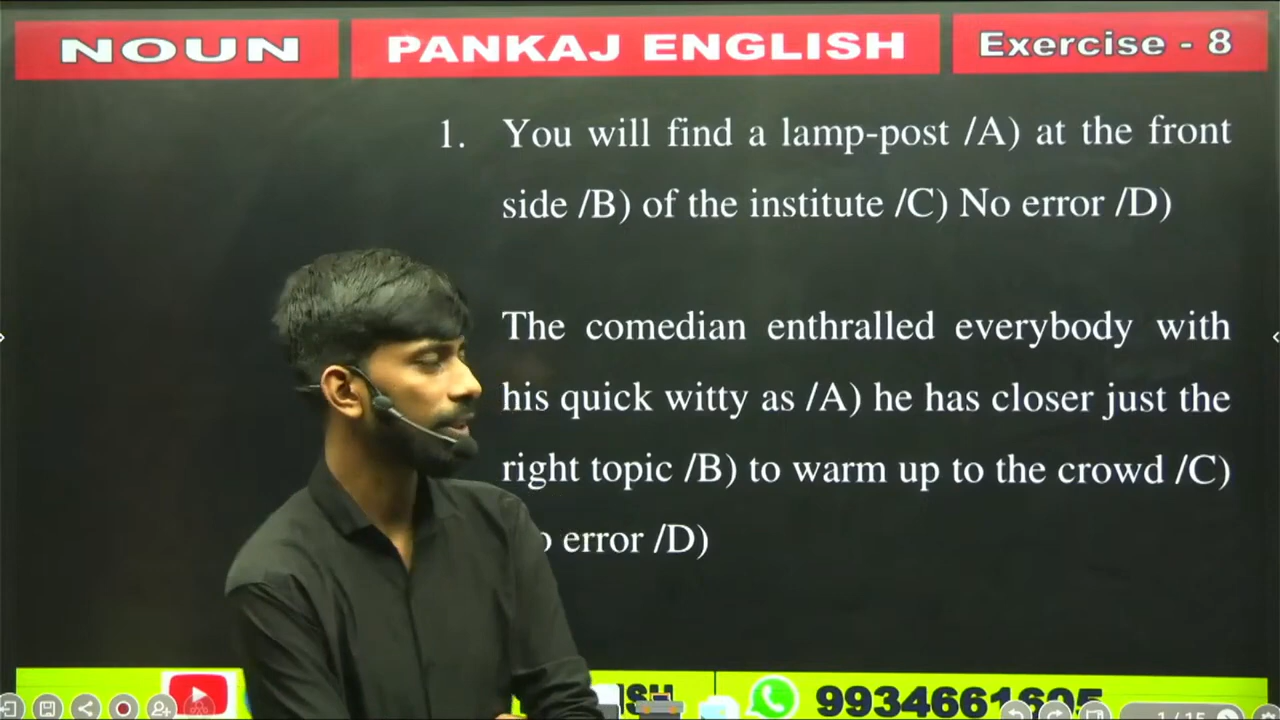 NOUN
PANKAJ ENGLISH
Exercise - 8
1. You will find a lamp-post /A) at the front
side /B) of the institute /C) No error /D)
The comedian enthralled everybody with
his quick witty as /A) he has closer just the
right topic /B) to warm up to the crowd /C)
error /D)